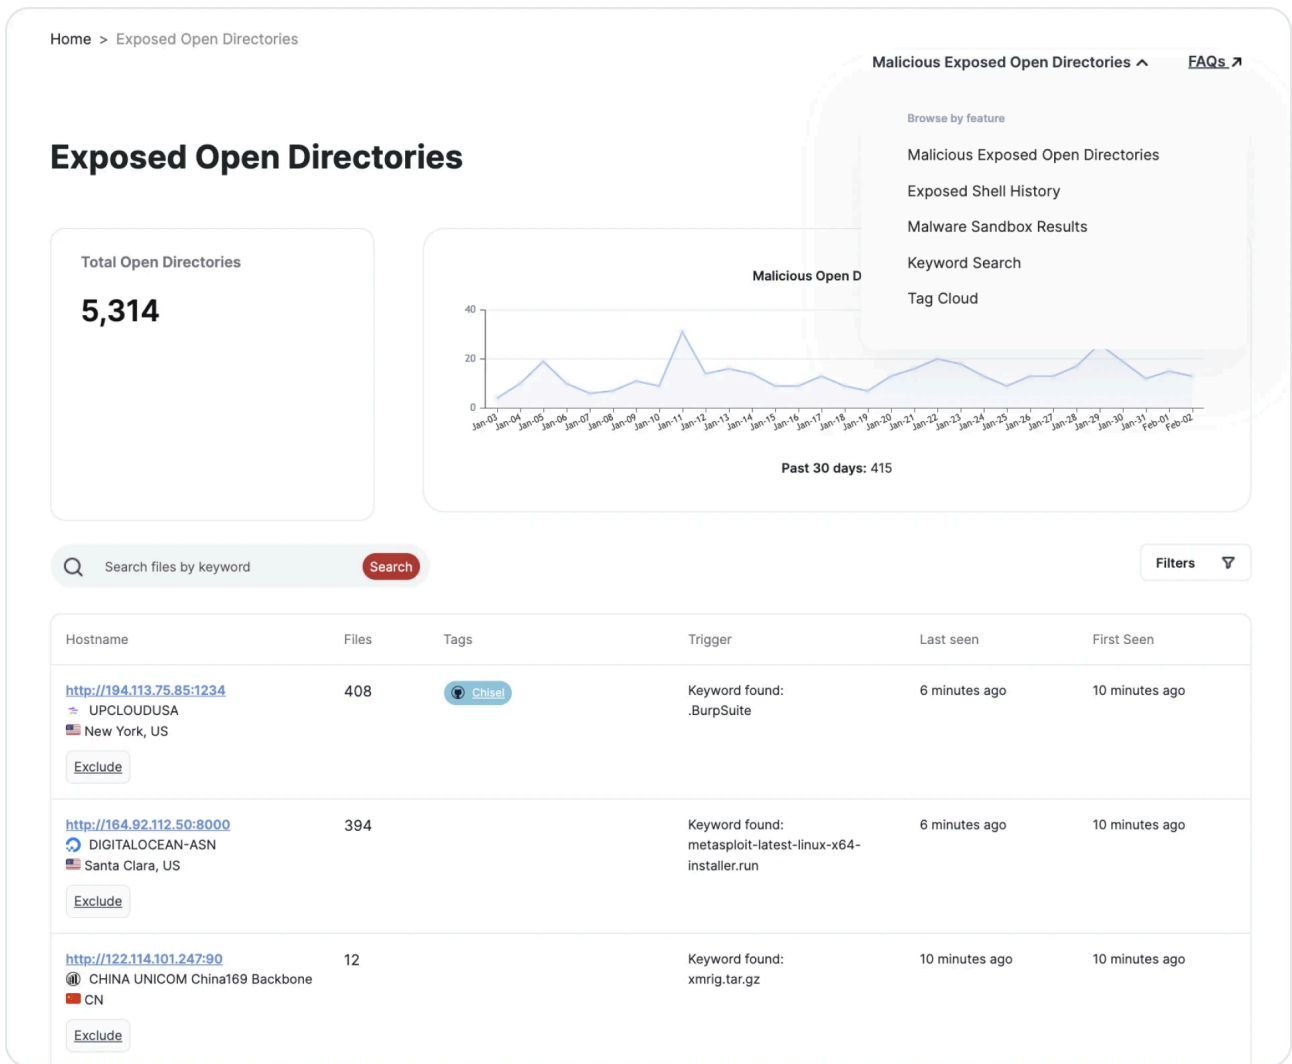 Home > Exposed Open Directories
Malicious Exposed Open Directories
FAQs
Browse by feature
Malicious Exposed Open Directories
Exposed Shell History
Malware Sandbox Results
Keyword Search
Tag Cloud
Exposed Open Directories
Total Open Directories
5,314
Malicious Open D
40
20
0
Jan-03 Jan-04 Jan-05 Jan-06 Jan-07 Jan-08 Jan-09 Jan-10 Jan-11 Jan-12 Jan-13 Jan-14 Jan-15 Jan-16 Jan-17 Jan-18 Jan-19 Jan-20 Jan-21 Jan-22 Jan-23 Jan-24 Jan-25 Jan-26 Jan-27 Jan-28 Jan-29 Jan-30 Jan-31 Feb-01 Feb-02
Past 30 days: 415
Search files by keyword
Search
Filters
Hostname Files Tags Trigger Last seen First Seen
http://194.113.75.85:1234
UPCLOUDUSA
New York, US
Exclude
408
Chisel
Keyword found:
.BurpSuite
6 minutes ago
10 minutes ago
http://164.92.112.50:8000
DIGITALOCEAN-ASN
Santa Clara, US
Exclude
394
Keyword found:
metasploit-latest-linux-x64-
installer.run
6 minutes ago
10 minutes ago
http://122.114.101.247:90
CHINA UNICOM China169 Backbone
CN
Exclude
12
Keyword found:
xmrig.tar.gz
10 minutes ago
10 minutes ago